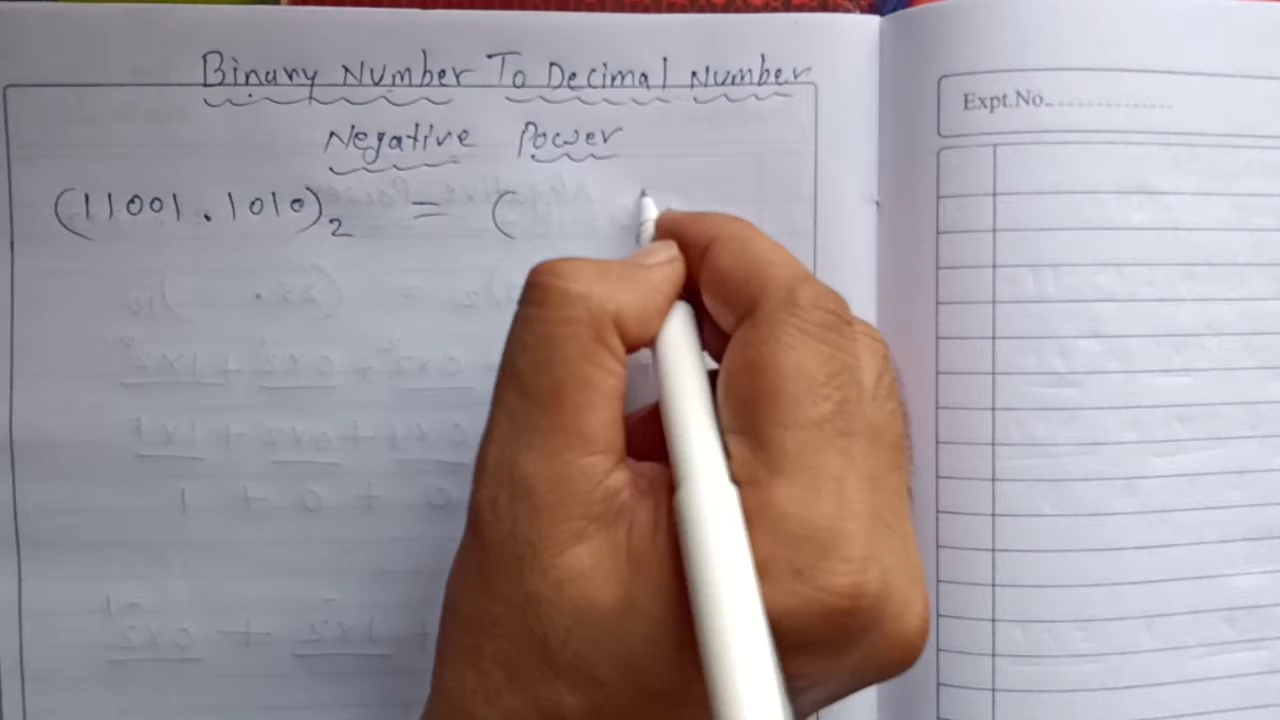 Binary Number To Decimal Number
Negative Power
(11001.1010)₂ = (
Expt.No.